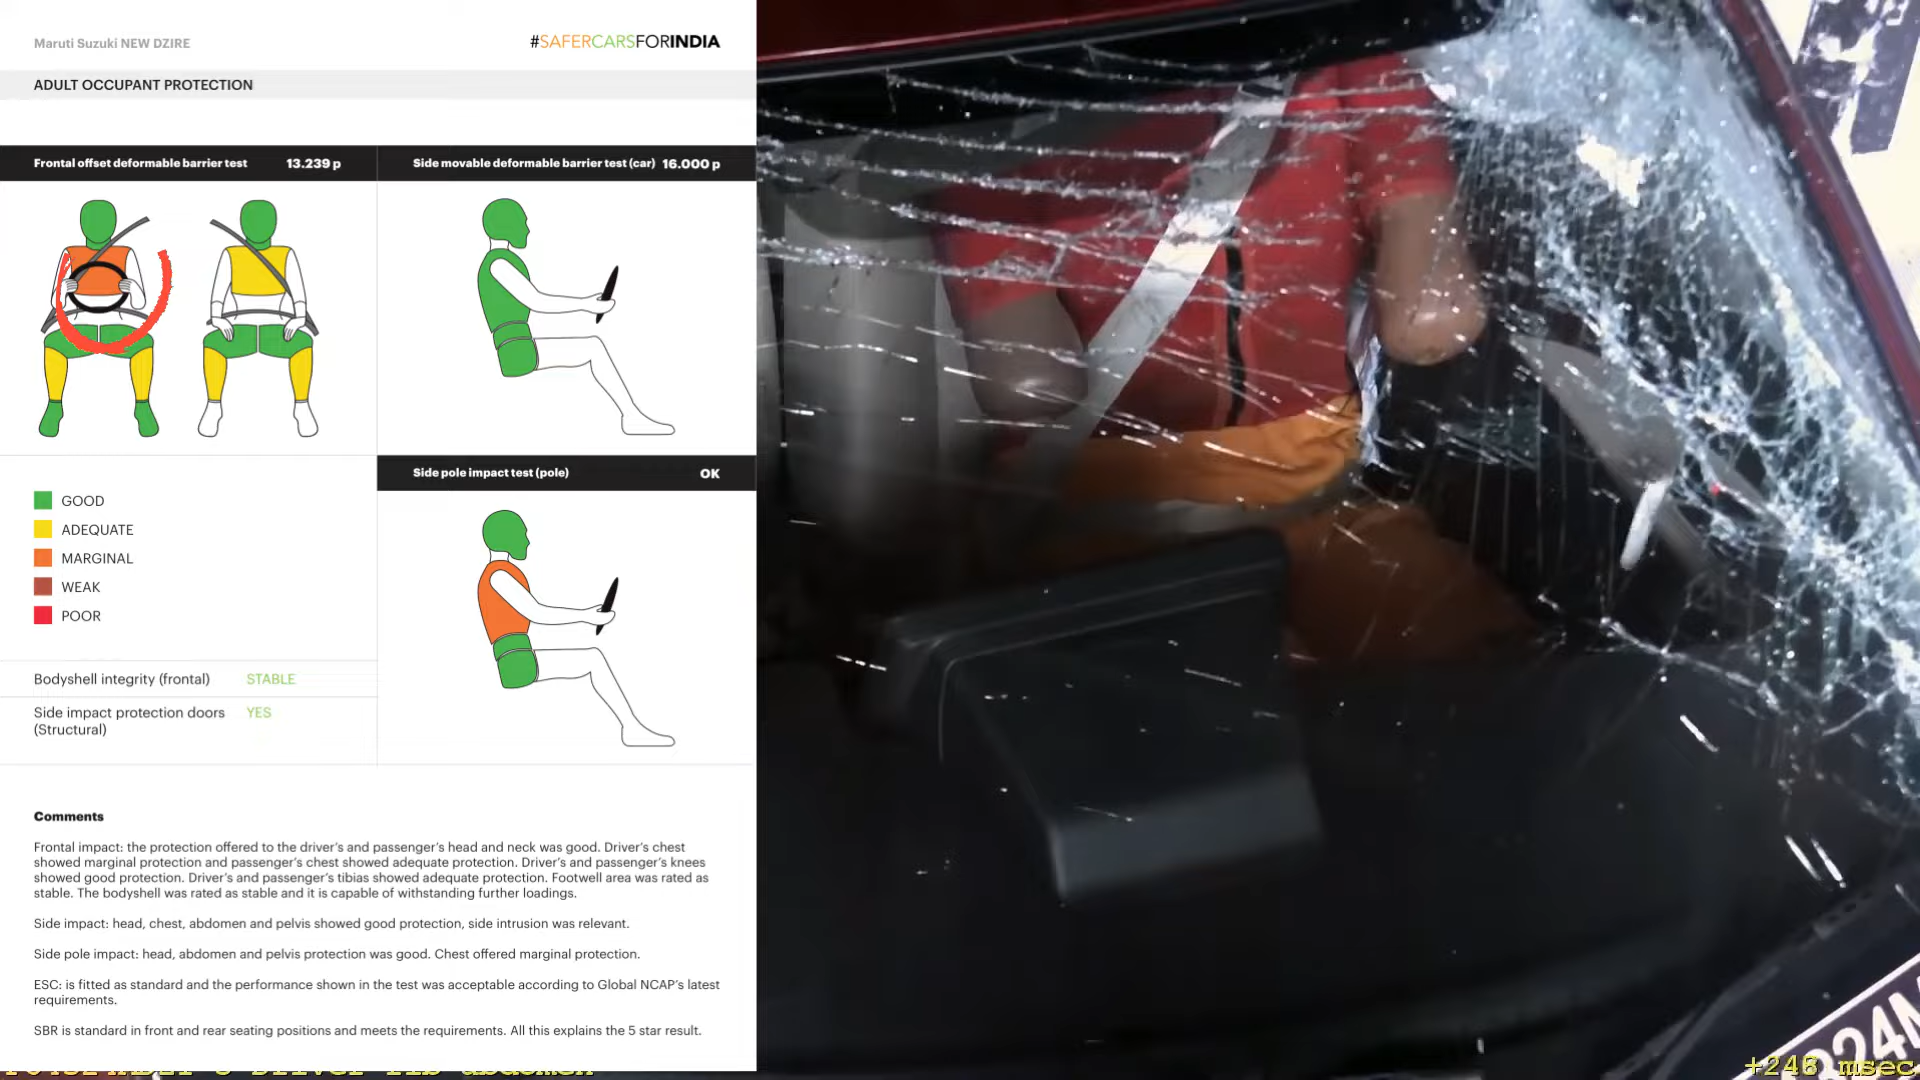 Maruti Suzuki NEW DZIRE
#SAFERCARSFORINDIA
ADULT OCCUPANT PROTECTION
Frontal offset deformable barrier test 13.239 p
Side movable deformable barrier test (car) 16.000 p
GOOD
ADEQUATE
MARGINAL
WEAK
POOR
Side pole impact test (pole) OK
Bodyshell integrity (frontal) STABLE
Side impact protection doors YES
(Structural)
Comments
Frontal impact: the protection offered to the driver's and passenger's head and neck was good. Driver's chest
showed marginal protection and passenger's chest showed adequate protection. Driver's and passenger's knees
showed good protection. Driver's and passenger's tibias showed adequate protection. Footwell area was rated as
stable. The bodyshell was rated as stable and it is capable of withstanding further loadings.
Side impact: head, chest, abdomen and pelvis showed good protection, side intrusion was relevant.
Side pole impact: head, abdomen and pelvis protection was good. Chest offered marginal protection.
ESC: is fitted as standard and the performance shown in the test was acceptable according to Global NCAP's latest
requirements.
SBR is standard in front and rear seating positions and meets the requirements. All this explains the 5 star result.
+248 msec